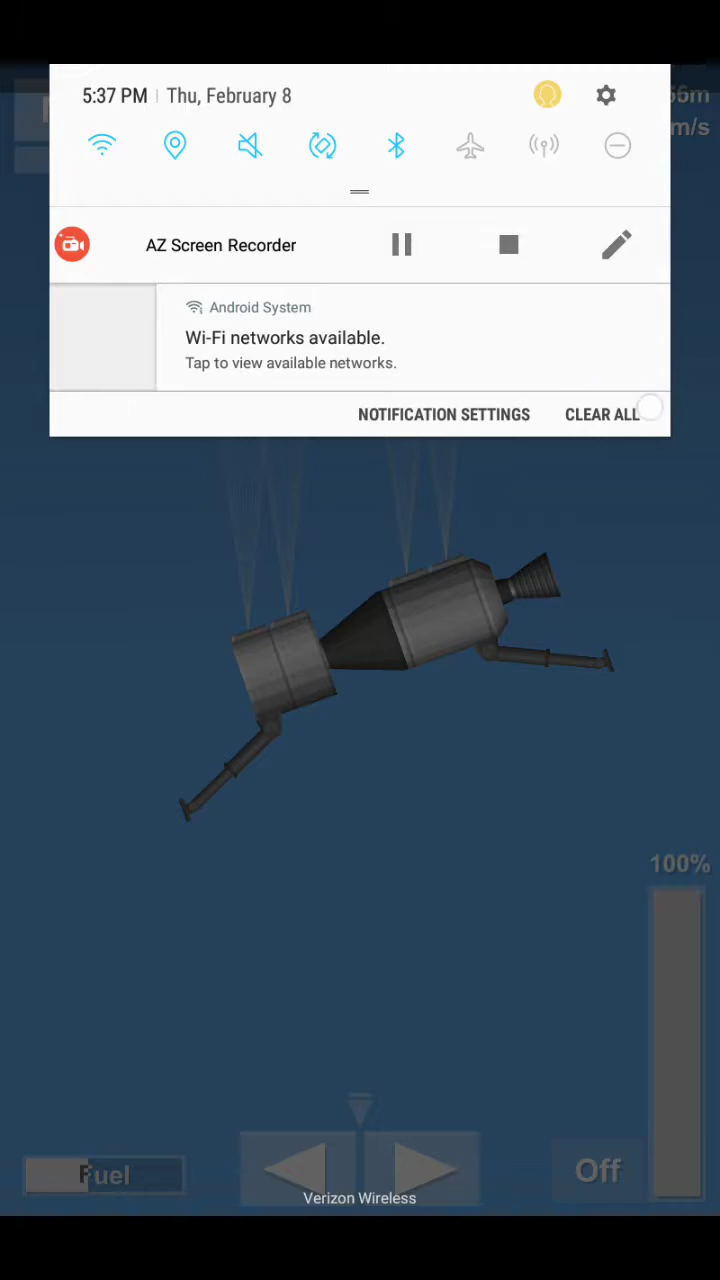 5:37 PM | Thu, February 8
6m
m/s
AZ Screen Recorder
Android System
Wi-Fi networks available.
Tap to view available networks.
NOTIFICATION SETTINGS CLEAR ALL
100%
Fuel
Off
Verizon Wireless